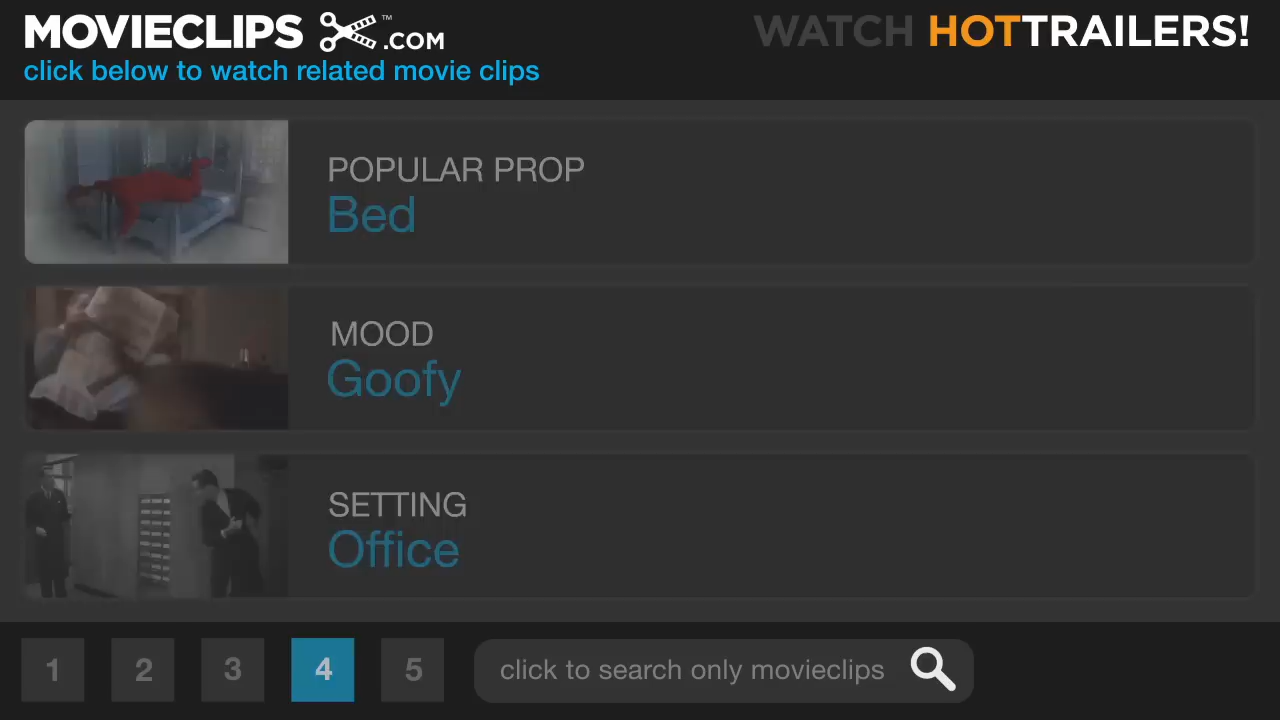 MOVIECLIPS ™ .COM
WATCH HOTTRAILERS!
click below to watch related movie clips
POPULAR PROP
Bed
MOOD
Goofy
SETTING
Office
1 2 3 4 5
click to search only movieclips